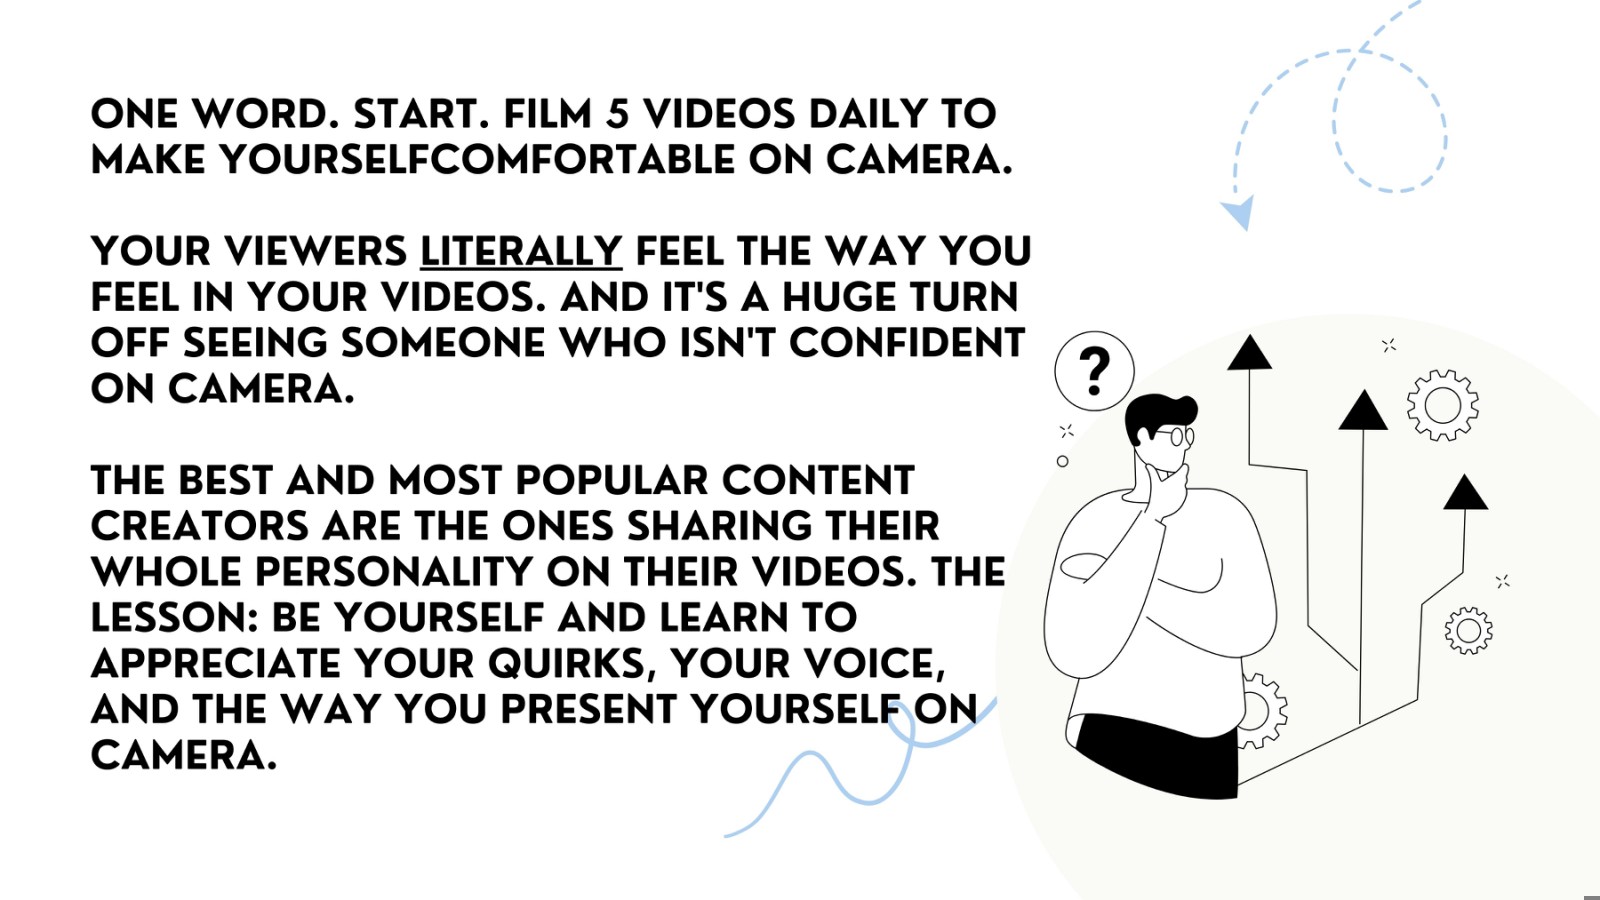 ONE WORD. START. FILM 5 VIDEOS DAILY TO
MAKE YOURSELFCOMFORTABLE ON CAMERA.
YOUR VIEWERS LITERALLY FEEL THE WAY YOU
FEEL IN YOUR VIDEOS. AND IT'S A HUGE TURN
OFF SEEING SOMEONE WHO ISN'T CONFIDENT
ON CAMERA.
THE BEST AND MOST POPULAR CONTENT
CREATORS ARE THE ONES SHARING THEIR
WHOLE PERSONALITY ON THEIR VIDEOS. THE
LESSON: BE YOURSELF AND LEARN TO
APPRECIATE YOUR QUIRKS, YOUR VOICE,
AND THE WAY YOU PRESENT YOURSELF ON
CAMERA.
?